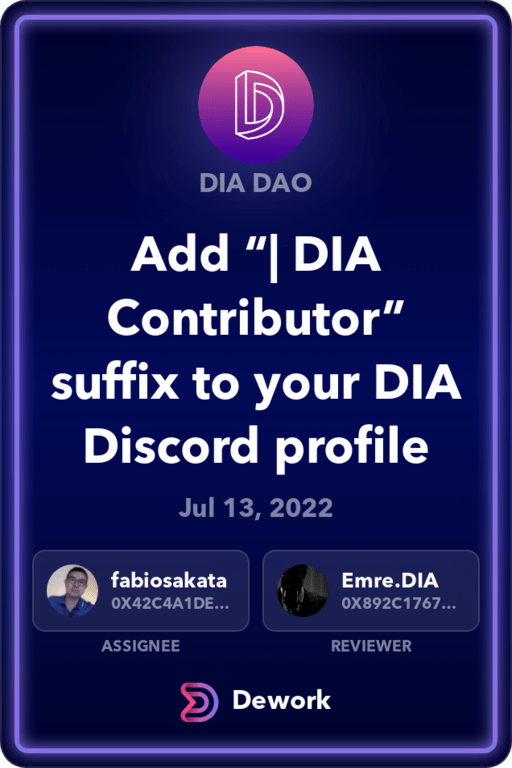 DIA DAO
Add “| DIA
Contributor”
suffix to your DIA
Discord profile
Jul 13, 2022
fabiosakata
0X42C4A1DE...
ASSIGNEE
Emre.DIA
0X892C1767...
REVIEWER
Dework